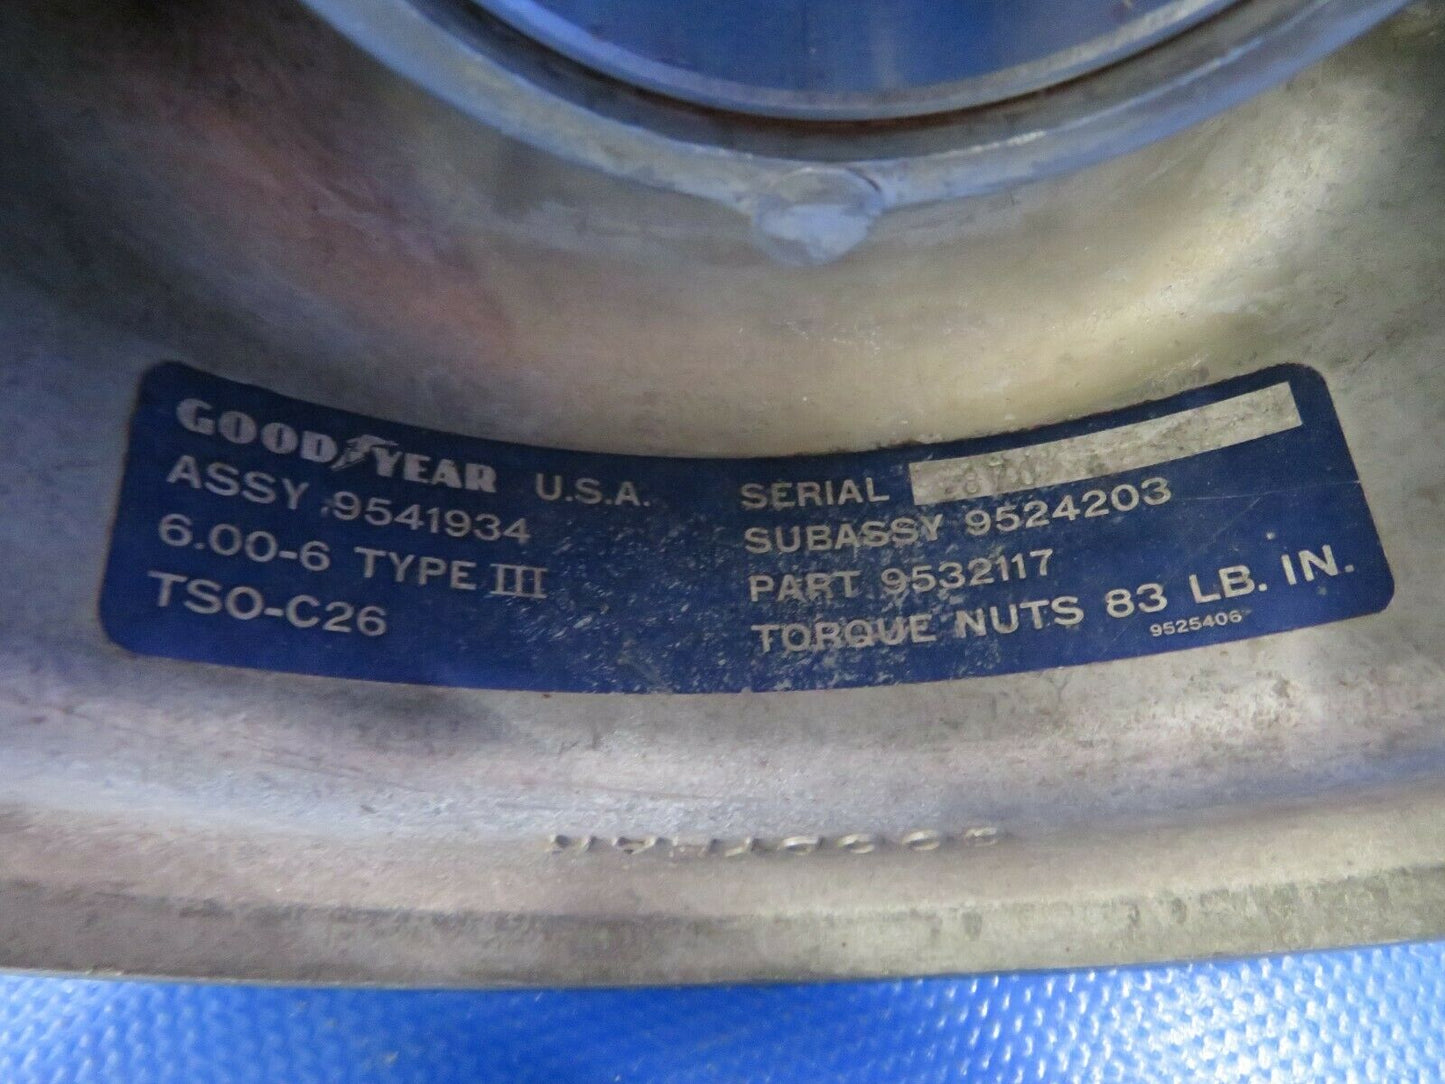 GOODYEAR U.S.A.
ASSY 9541934
6.00-6 TYPE III
TSO-C26
SERIAL
SUBASSY 9524203
PART 9532117
TORQUE NUTS 83 LB. IN.
9525406